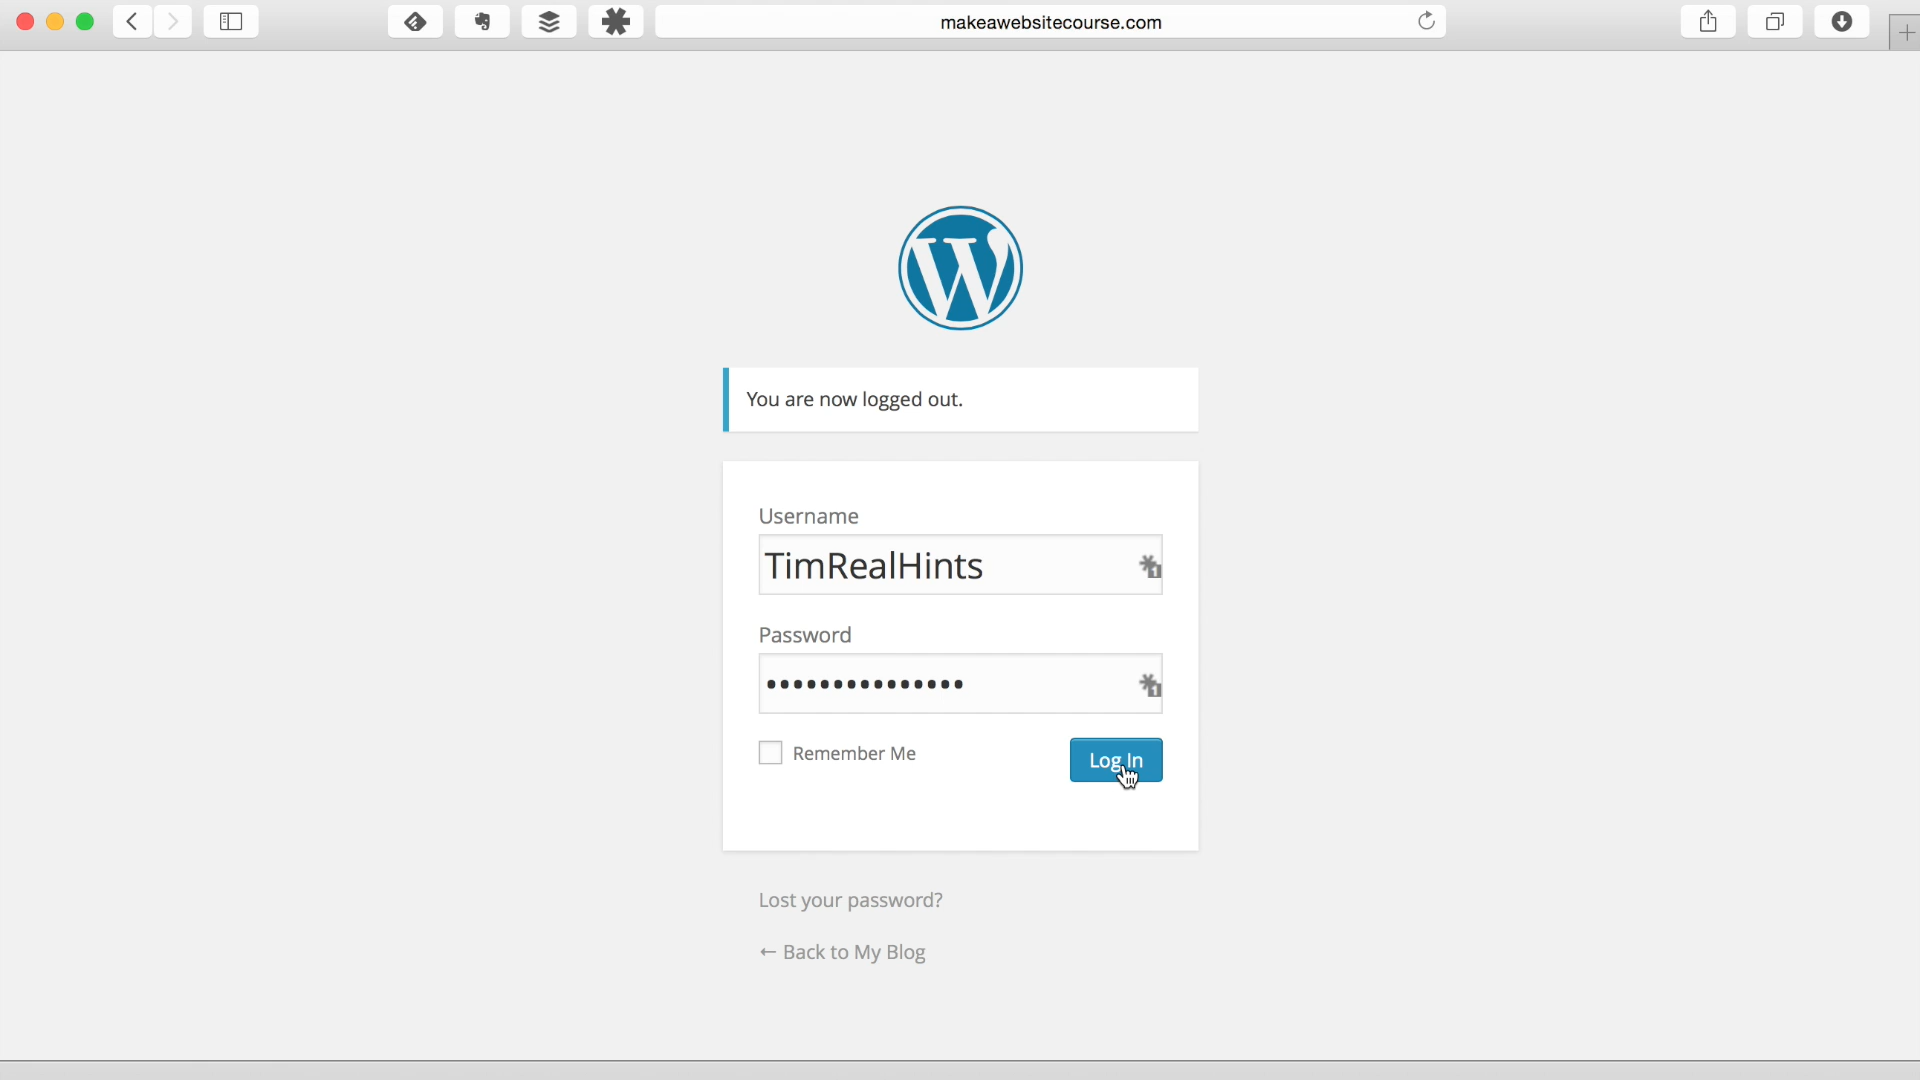 makeawebsitecourse.com
You are now logged out.
Username
TimRealHints
Password
•••••••••••••••
Remember Me
Log In
Lost your password?
← Back to My Blog